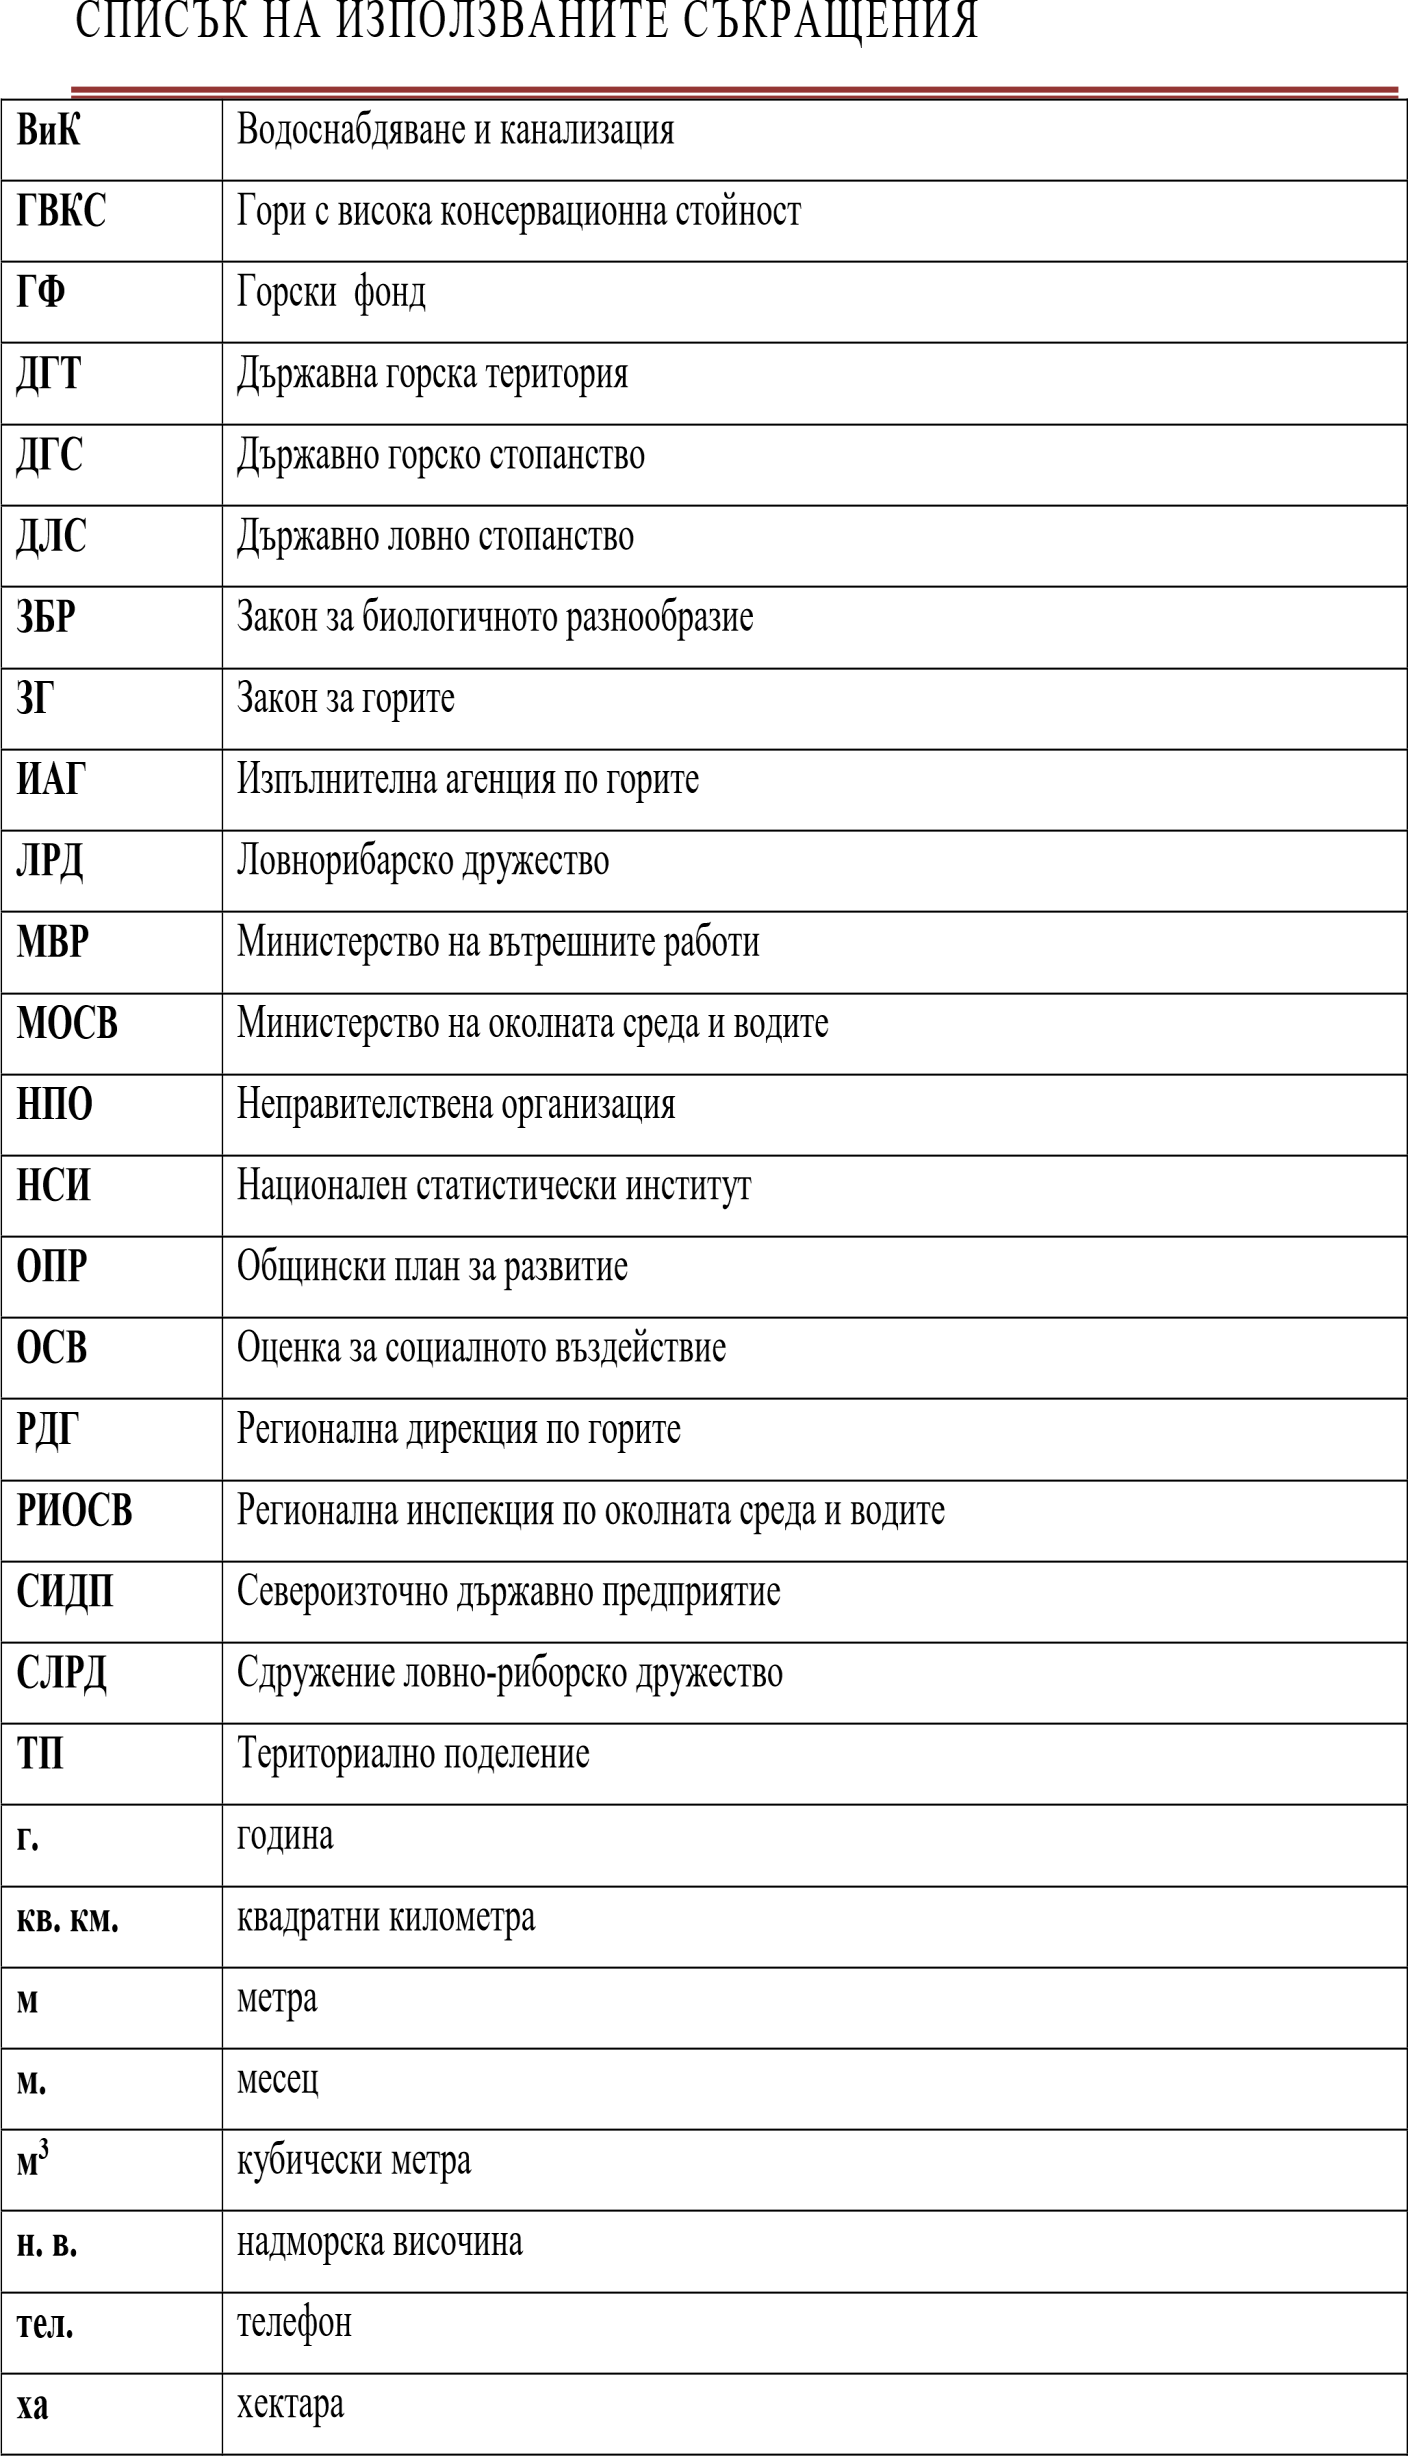 СПИСЪК НА ИЗПОЛЗВАНИТЕ СЪКРАЩЕНИЯ
ВиК Водоснабдяване и канализация
ГВКС Гори с висока консервационна стойност
ГФ Горски фонд
ДГТ Държавна горска територия
ДГС Държавно горско стопанство
ДЛС Държавно ловно стопанство
ЗБР Закон за биологичното разнообразие
ЗГ Закон за горите
ИАГ Изпълнителна агенция по горите
ЛРД Ловнорибарско дружество
МВР Министерство на вътрешните работи
МОСВ Министерство на околната среда и водите
НПО Неправителствена организация
НСИ Национален статистически институт
ОПР Общински план за развитие
ОСВ Оценка за социалното въздействие
РДГ Регионална дирекция по горите
РИОСВ Регионална инспекция по околната среда и водите
СИДП Североизточно държавно предприятие
СЛРД Сдружение ловно-риборско дружество
ТП Териториално поделение
г. година
кв. км. квадратни километра
м метра
м. месец
м³ кубически метра
н. в. надморска височина
тел. телефон
ха хектара